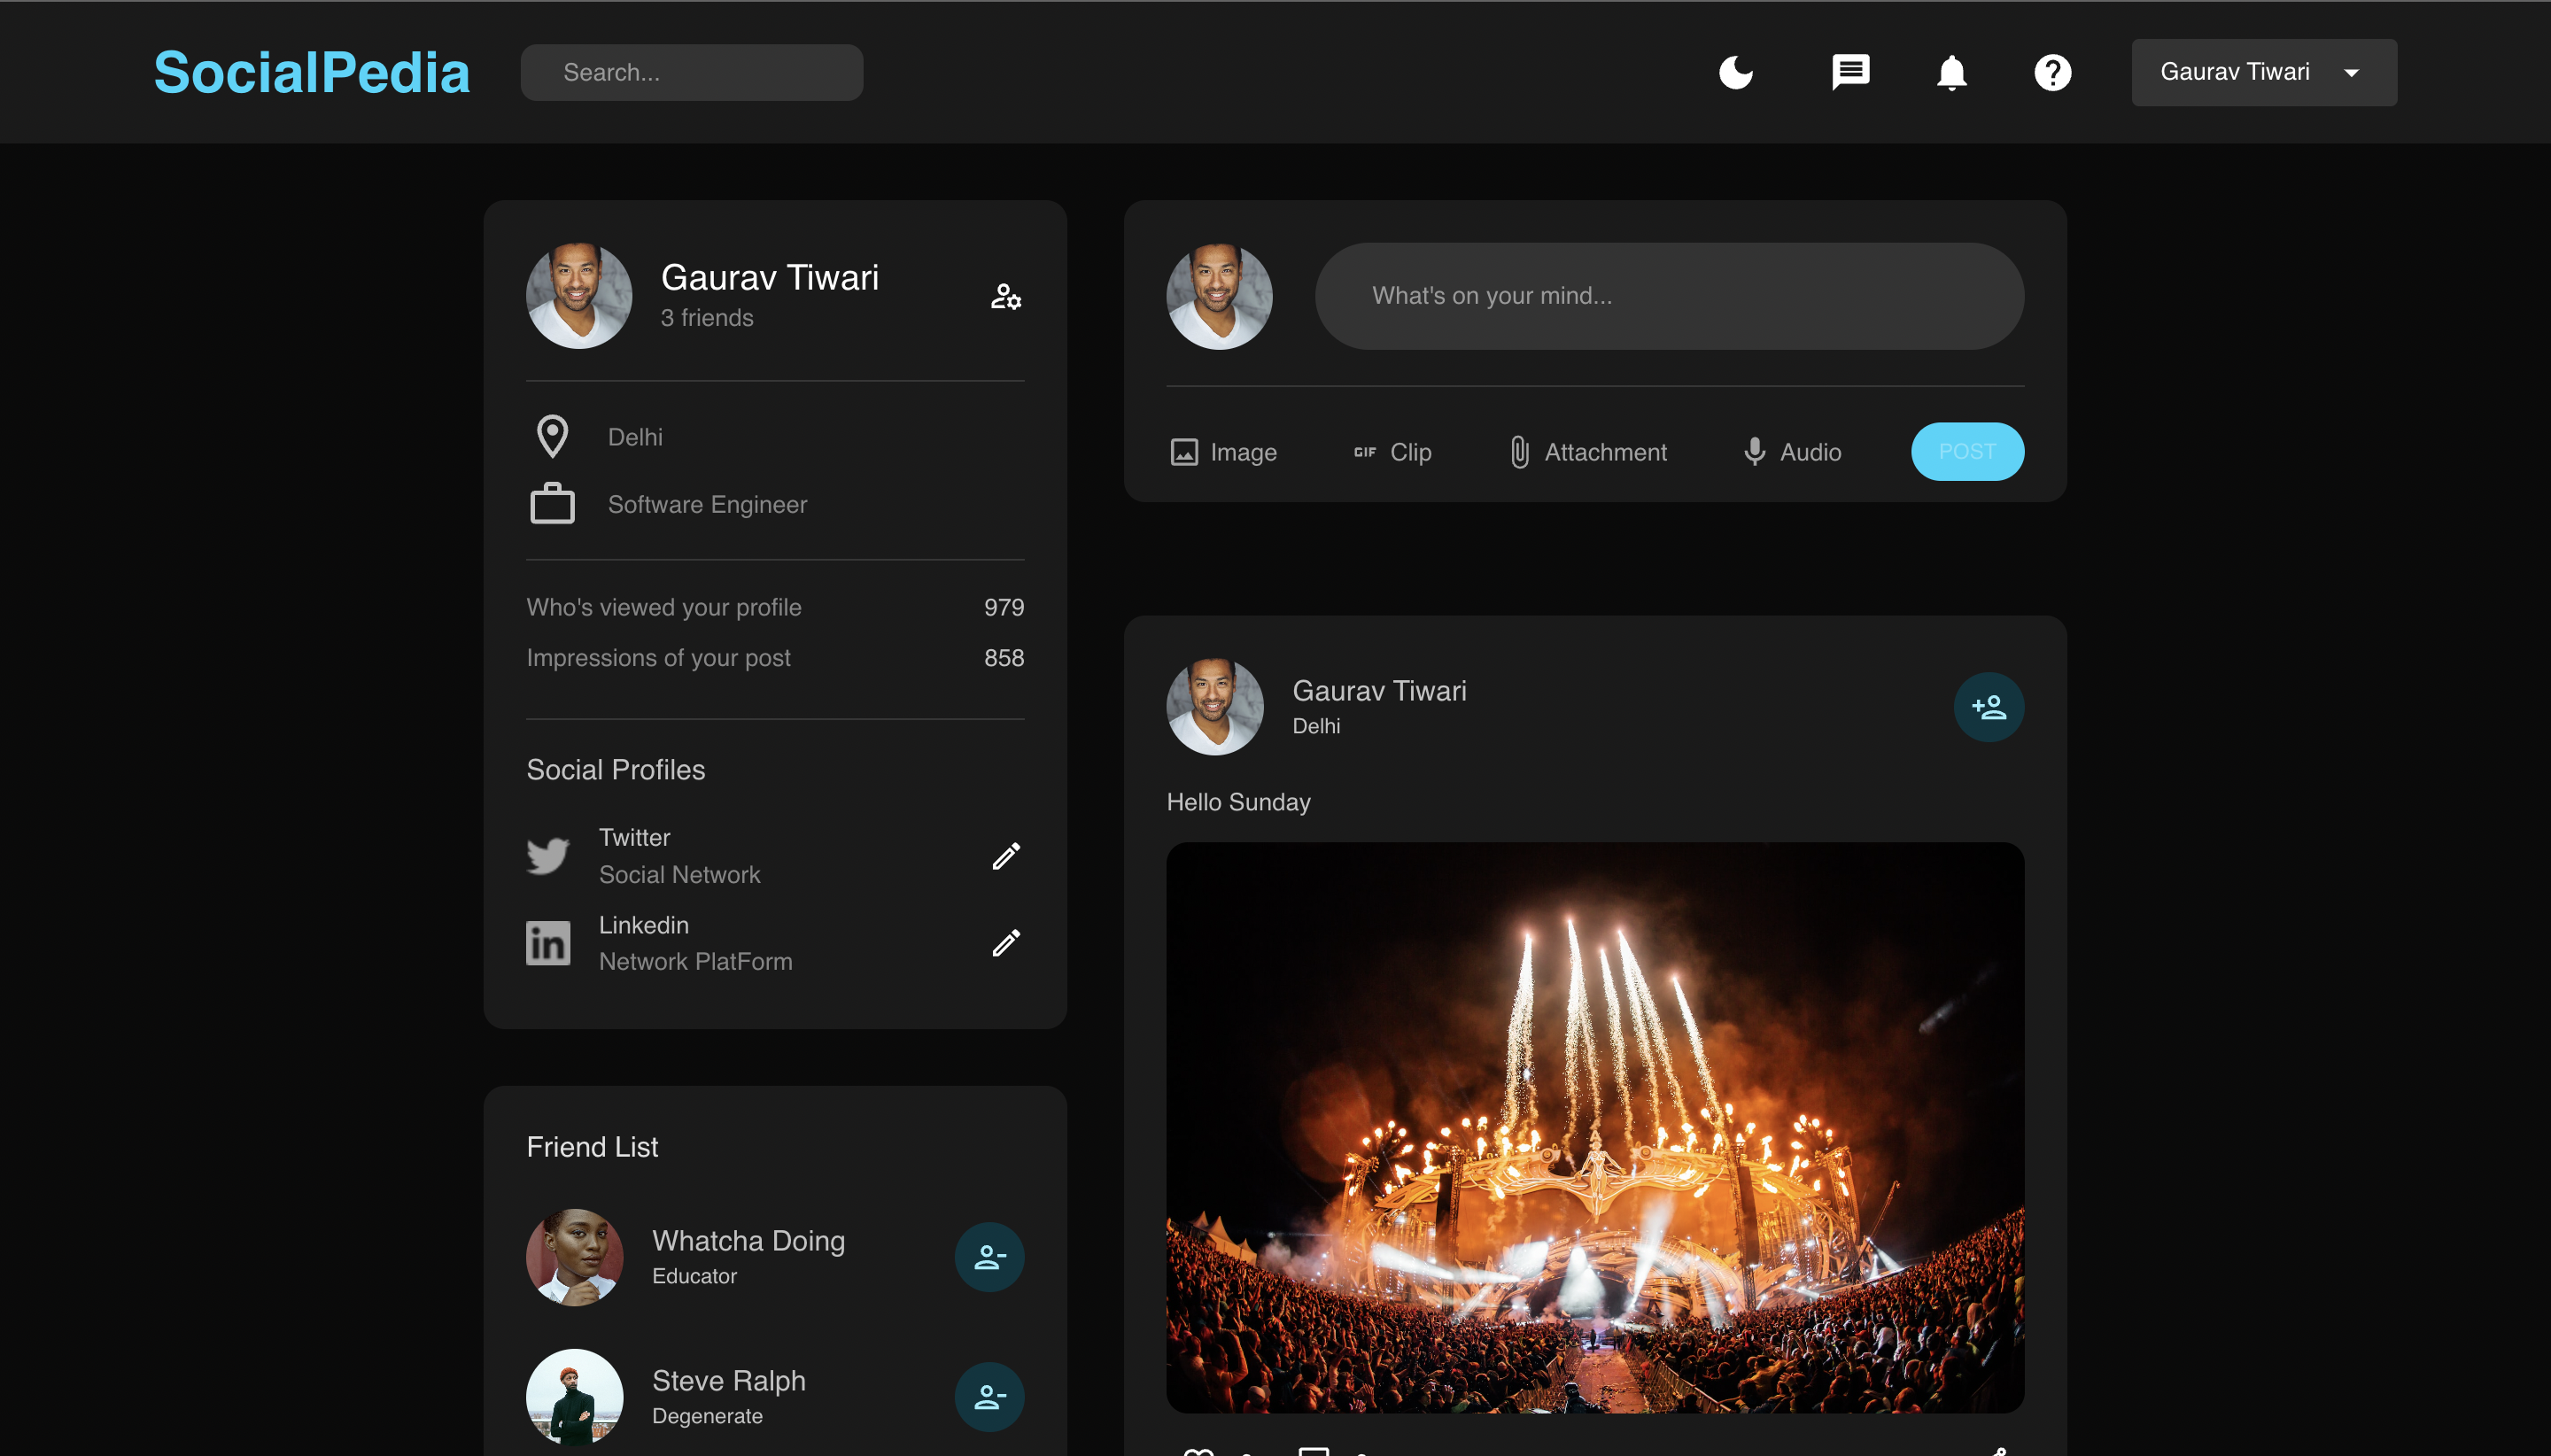 SocialPedia
Search...
Gaurav Tiwari
Gaurav Tiwari
3 friends
Delhi
Software Engineer
Who's viewed your profile 979
Impressions of your post 858
Social Profiles
Twitter
Social Network
in
Linkedin
Network PlatForm
Friend List
Whatcha Doing
Educator
Steve Ralph
Degenerate
What's on your mind...
Image GIF Clip Attachment Audio POST
Gaurav Tiwari
Delhi
Hello Sunday